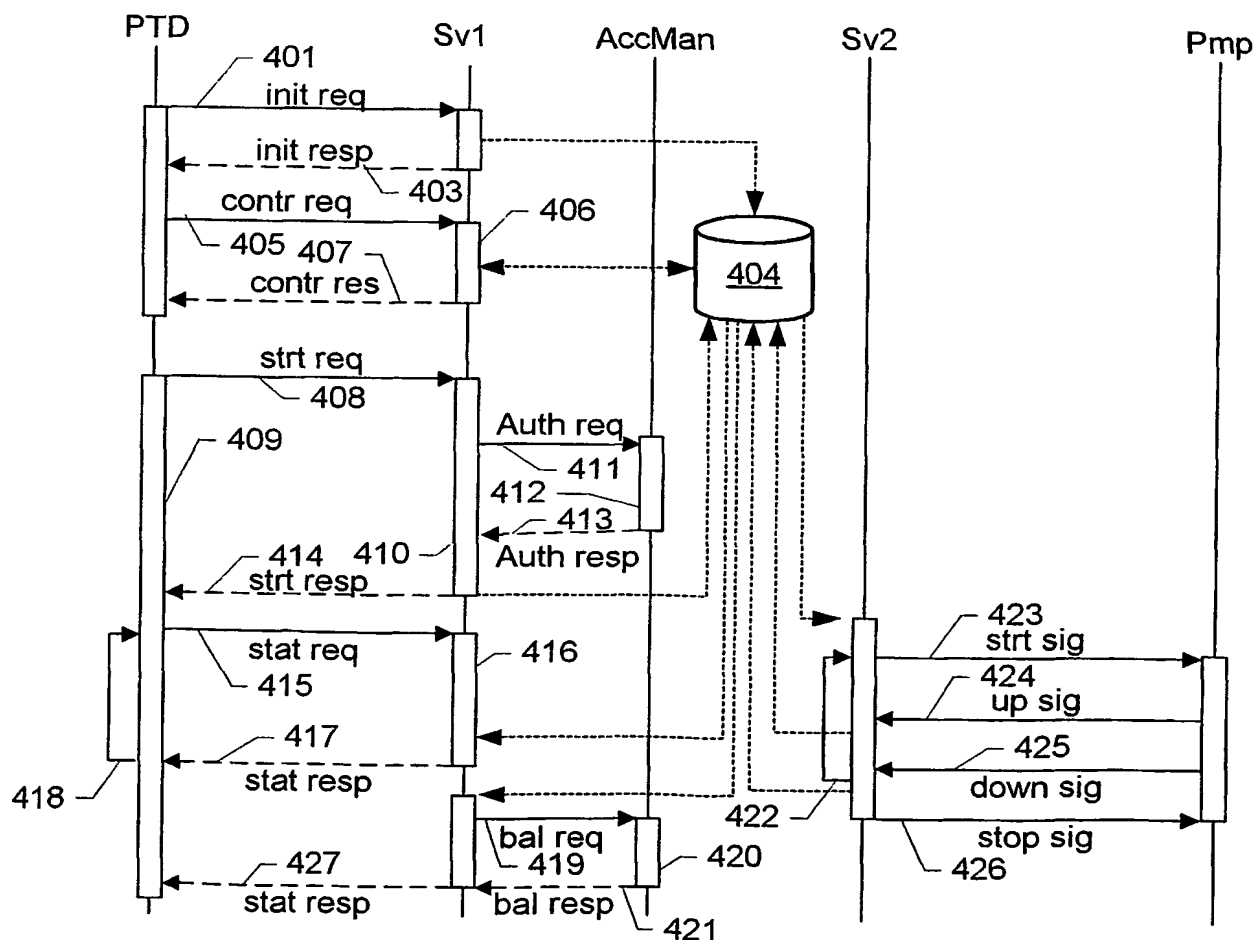 PTD
Sv1
AccMan
Sv2
Pmp
401
init req
init resp
403
contr req
406
405
407
404
contr res
strt req
408
Auth req
409
411
412
413
414
410
Auth resp
strt resp
423
strt sig
stat req
416
415
424
up sig
417
425
418
stat resp
422
down sig
bal req
419
420
stop sig
427
426
stat resp
bal resp
421